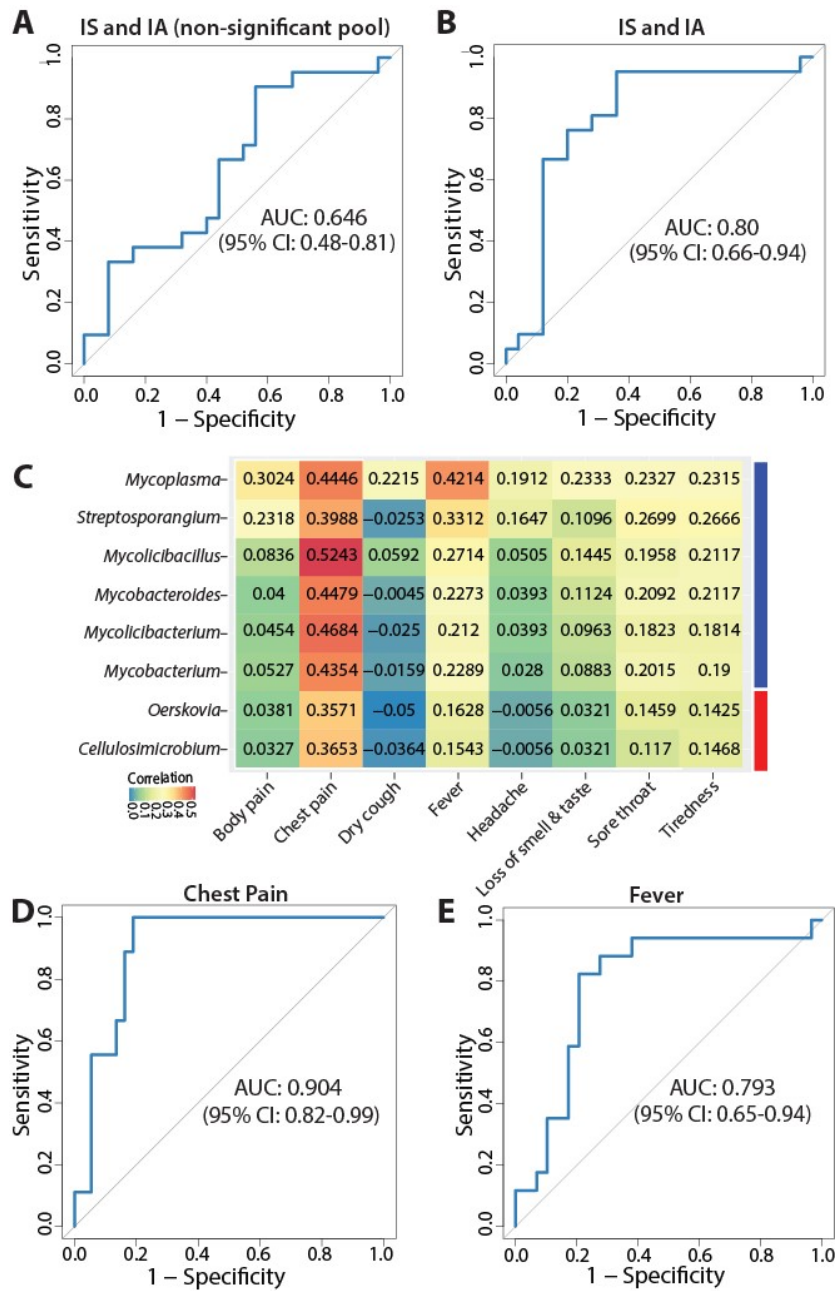 A
IS and IA (non-significant pool)
Sensitivity
1.0
0.8
0.6
0.4
0.2
0.0
AUC: 0.646
(95% CI: 0.48-0.81)
0.0 0.2 0.4 0.6 0.8 1.0
1 – Specificity
B
IS and IA
Sensitivity
1.0
0.8
0.6
0.4
0.2
0.0
AUC: 0.80
(95% CI: 0.66-0.94)
0.0 0.2 0.4 0.6 0.8 1.0
1 – Specificity
C
Mycoplasma 0.3024 0.4446 0.2215 0.4214 0.1912 0.2333 0.2327 0.2315
Streptosporangium 0.2318 0.3988 −0.0253 0.3312 0.1647 0.1096 0.2699 0.2666
Mycolicibacillus 0.0836 0.5243 0.0592 0.2714 0.0505 0.1445 0.1958 0.2117
Mycobacteroides 0.04 0.4479 −0.0045 0.2273 0.0393 0.1124 0.2092 0.2117
Mycolicibacterium 0.0454 0.4684 −0.025 0.212 0.0393 0.0963 0.1823 0.1814
Mycobacterium 0.0527 0.4354 −0.0159 0.2289 0.028 0.0883 0.2015 0.19
Oerskovia 0.0381 0.3571 −0.05 0.1628 −0.0056 0.0321 0.1459 0.1425
Cellulosimicrobium 0.0327 0.3653 −0.0364 0.1543 −0.0056 0.0321 0.117 0.1468
Correlation
0.0 0.1 0.2 0.3 0.4 0.5
Body pain
Chest pain
Dry cough
Fever
Headache
Loss of smell & taste
Sore throat
Tiredness
D
Chest Pain
Sensitivity
1.0
0.8
0.6
0.4
0.2
0.0
AUC: 0.904
(95% CI: 0.82-0.99)
0.0 0.2 0.4 0.6 0.8 1.0
1 – Specificity
E
Fever
Sensitivity
1.0
0.8
0.6
0.4
0.2
0.0
AUC: 0.793
(95% CI: 0.65-0.94)
0.0 0.2 0.4 0.6 0.8 1.0
1 – Specificity